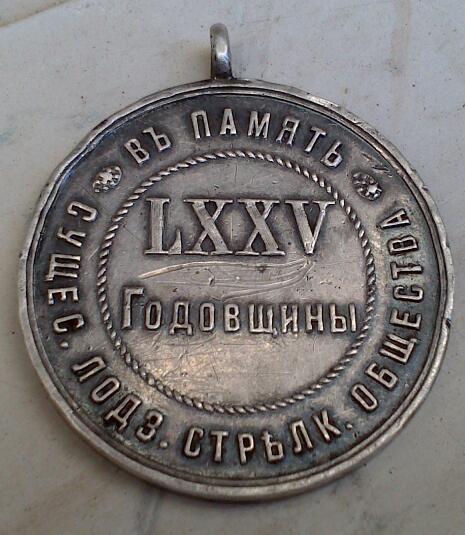 ВЪ ПАМЯТЬ
LXXV
ГОДОВЩИНЫ
СУЩЕС. ЛОДЗ. СТРѢЛК. ОБЩЕСТВА